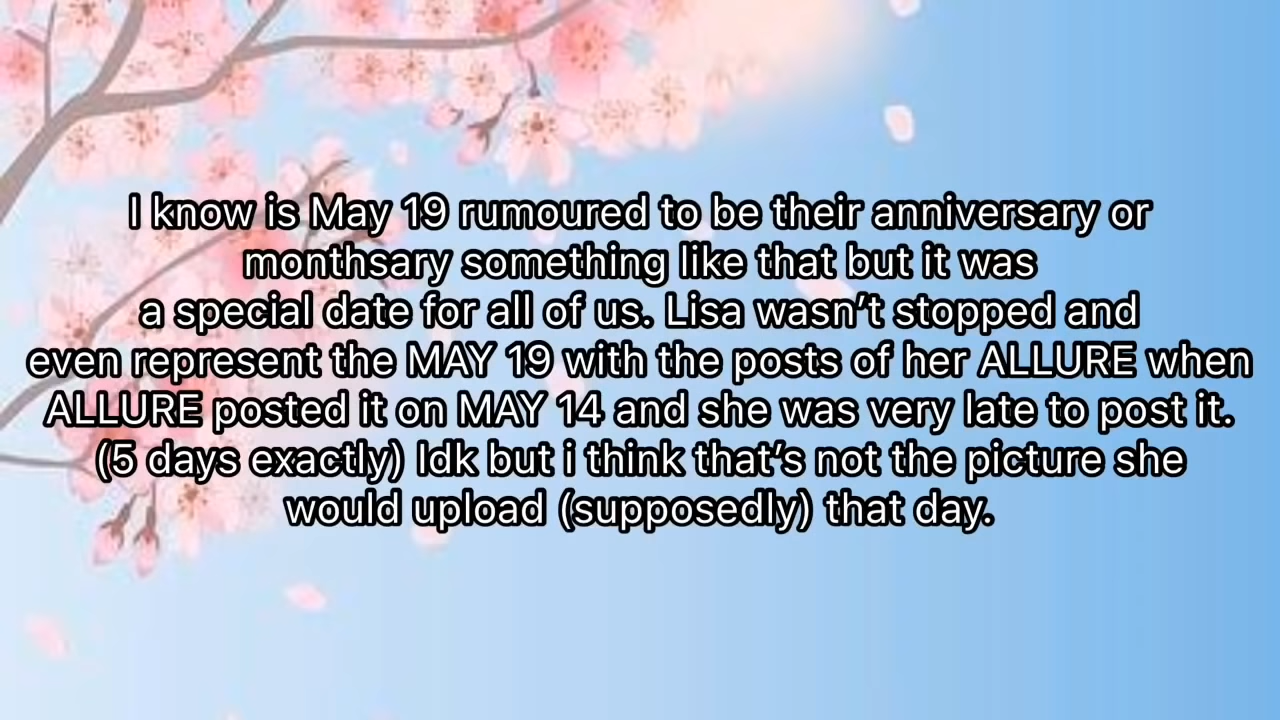 I know is May 19 rumoured to be their anniversary or
monthsary something like that but it was
a special date for all of us. Lisa wasn’t stopped and
even represent the MAY 19 with the posts of her ALLURE when
ALLURE posted it on MAY 14 and she was very late to post it.
(5 days exactly) Idk but i think that’s not the picture she
would upload (supposedly) that day.